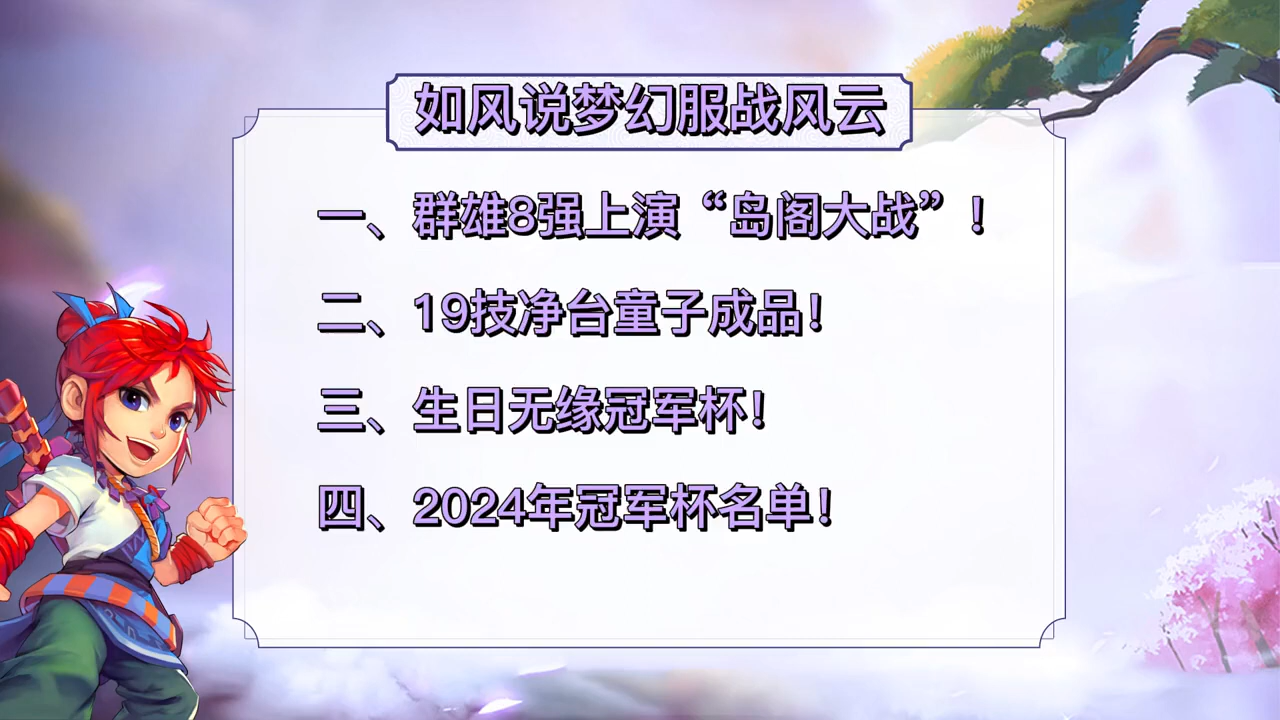 如风说梦幻服战风云
一、群雄8强上演“岛阁大战”!
二、19技净台童子成品!
三、生日无缘冠军杯!
四、2024年冠军杯名单!